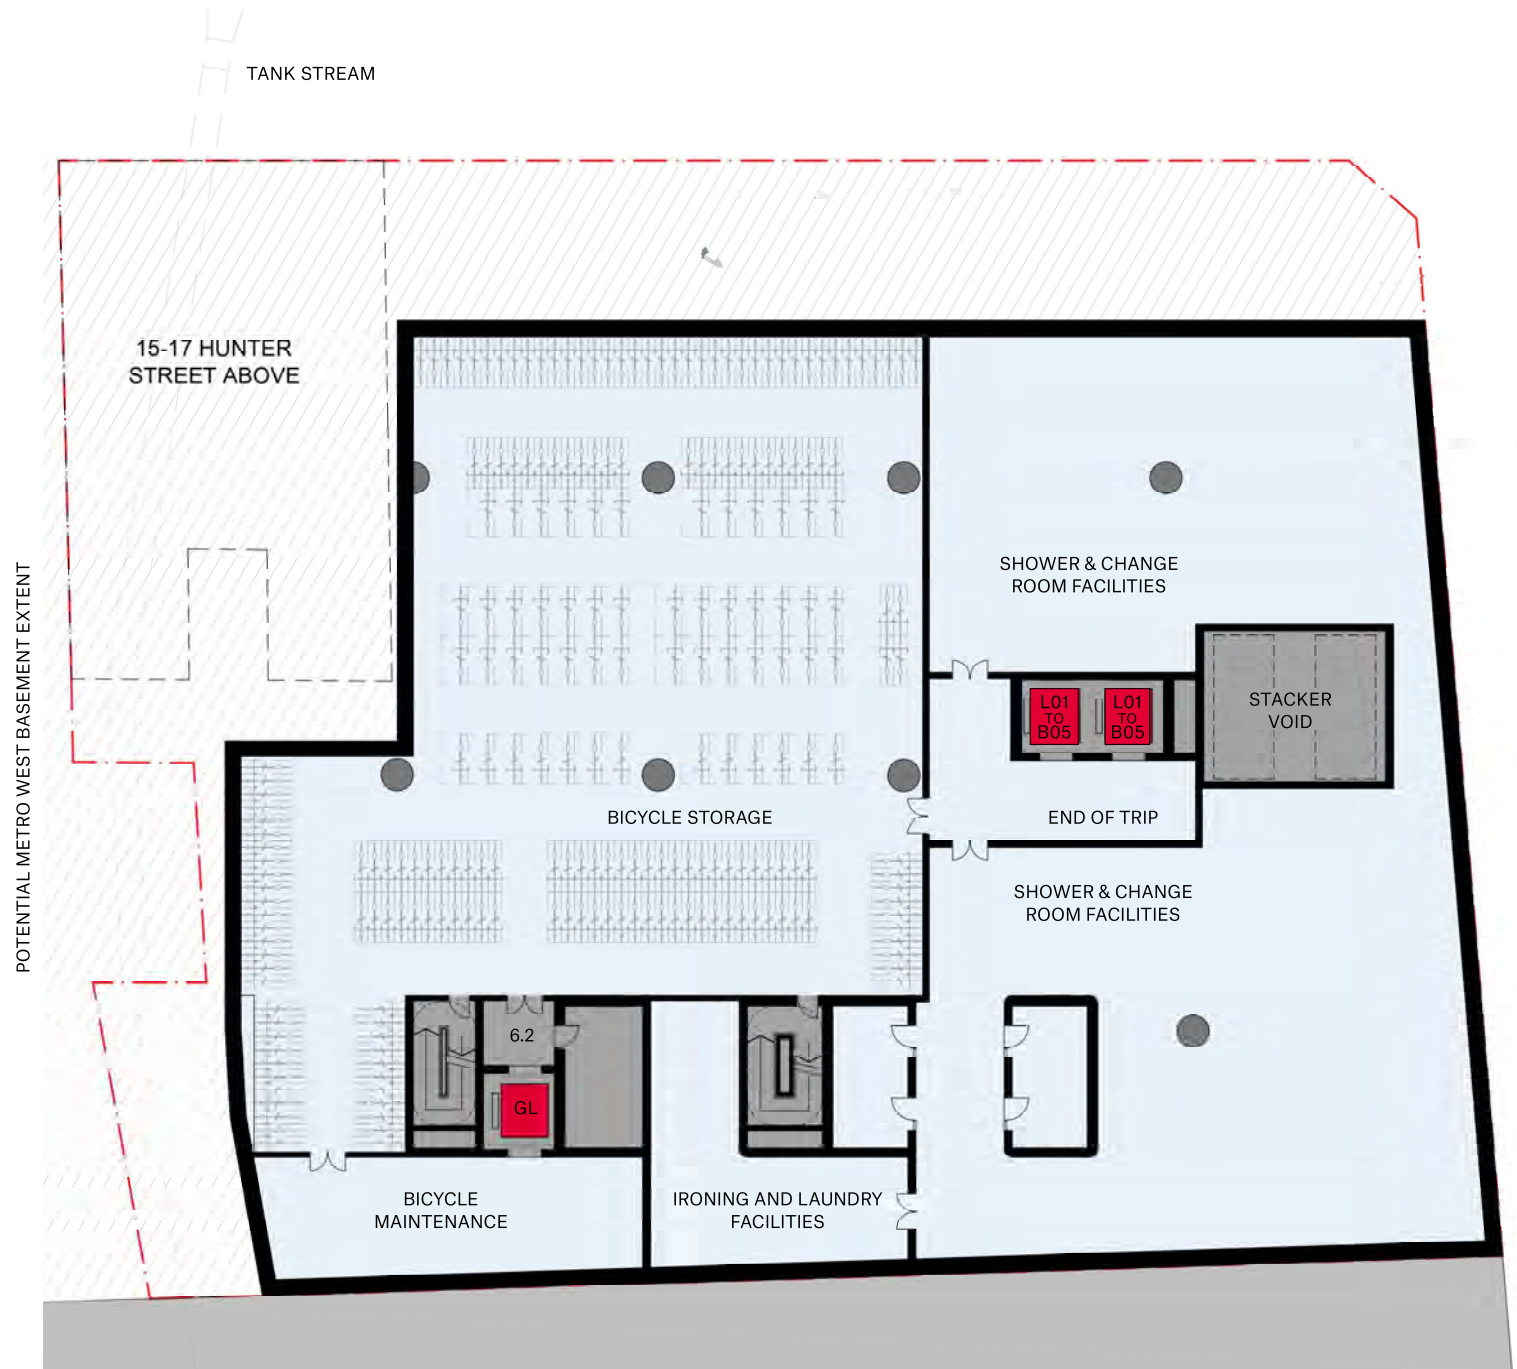 TANK STREAM
15-17 HUNTER
STREET ABOVE
POTENTIAL METRO WEST BASEMENT EXTENT
SHOWER & CHANGE
ROOM FACILITIES
L01
TO
B05
L01
TO
B05
STACKER
VOID
BICYCLE STORAGE
END OF TRIP
SHOWER & CHANGE
ROOM FACILITIES
6.2
GL
BICYCLE
MAINTENANCE
IRONING AND LAUNDRY
FACILITIES